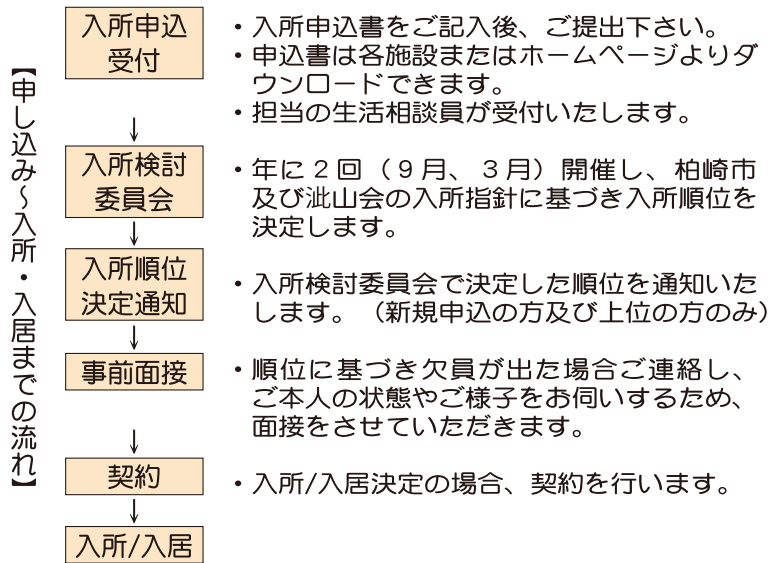 【申し込み～入所・入居までの流れ】
入所申込
受付
・入所申込書をご記入後、ご提出下さい。
・申込書は各施設またはホームページよりダ
ウンロードできます。
・担当の生活相談員が受付いたします。
↓
入所検討
委員会
・年に２回（９月、３月）開催し、柏崎市
及び泚山会の入所指針に基づき入所順位を
決定します。
↓
入所順位
決定通知
・入所検討委員会で決定した順位を通知いた
します。（新規申込の方及び上位の方のみ）
↓
事前面接
・順位に基づき欠員が出た場合ご連絡し、
ご本人の状態やご様子をお伺いするため、
面接をさせていただきます。
↓
契約
・入所/入居決定の場合、契約を行います。
↓
入所/入居